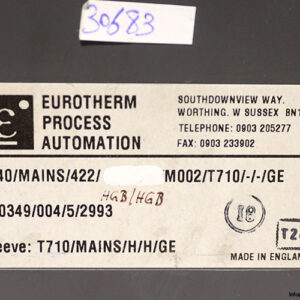 30683
EUROTHERM
PROCESS
AUTOMATION
SOUTHDOWNVIEW WAY.
WORTHING. W SUSSEX BN1
TELEPHONE: 0903 205277
FAX: 0903 233902
40/MAINS/422/ M002/T710/-/-/GE
HGB/HGB
0349/004/5/2993
eeve: T710/MAINS/H/H/GE
T2
MADE IN ENGLAND